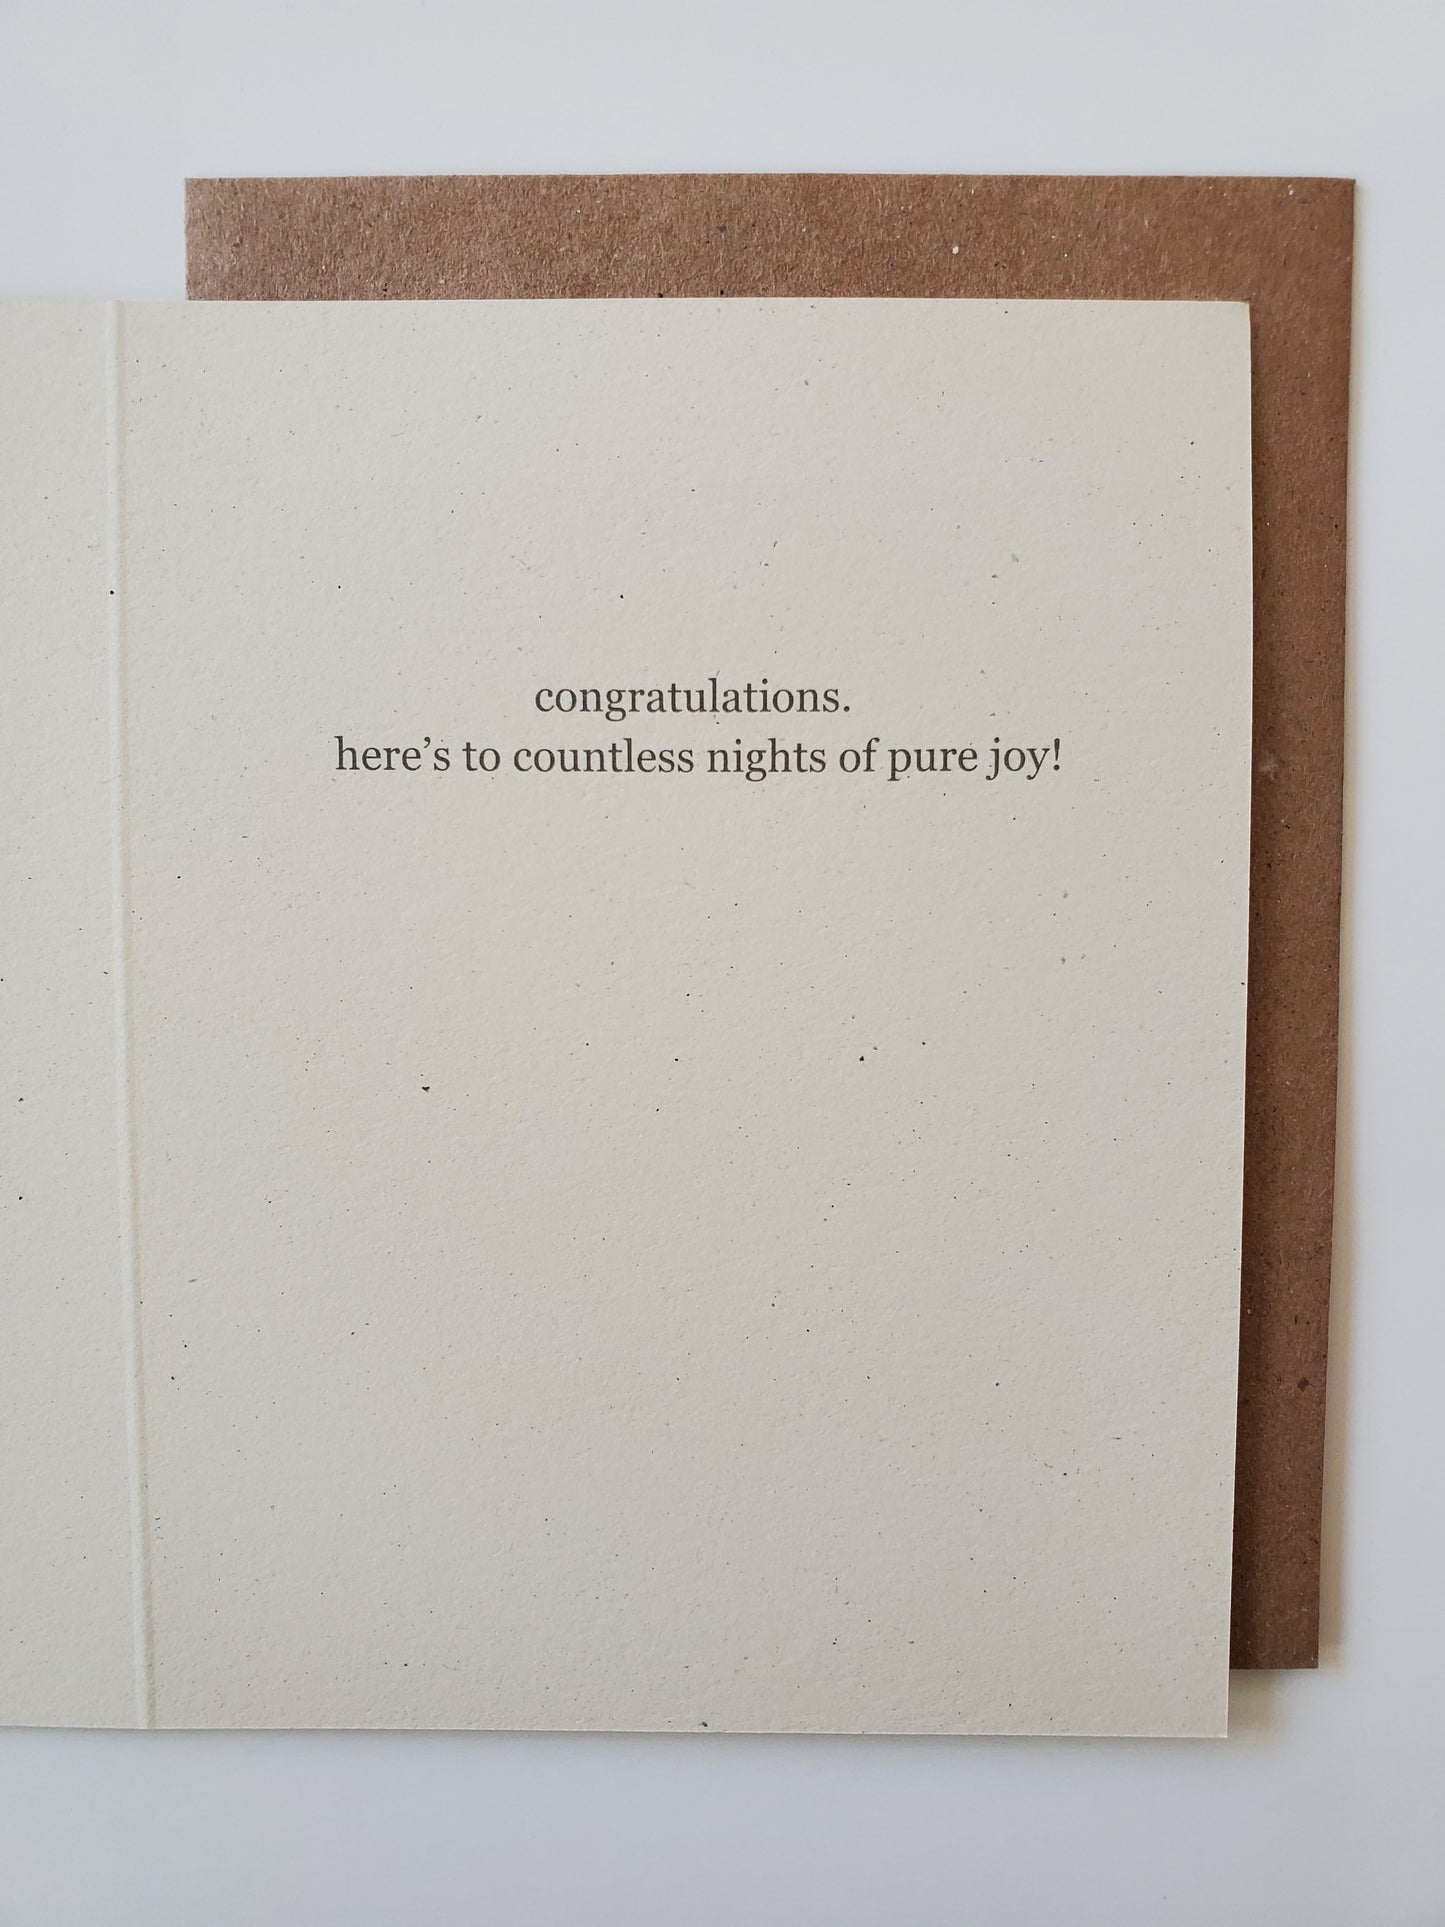 congratulations.
here’s to countless nights of pure joy!